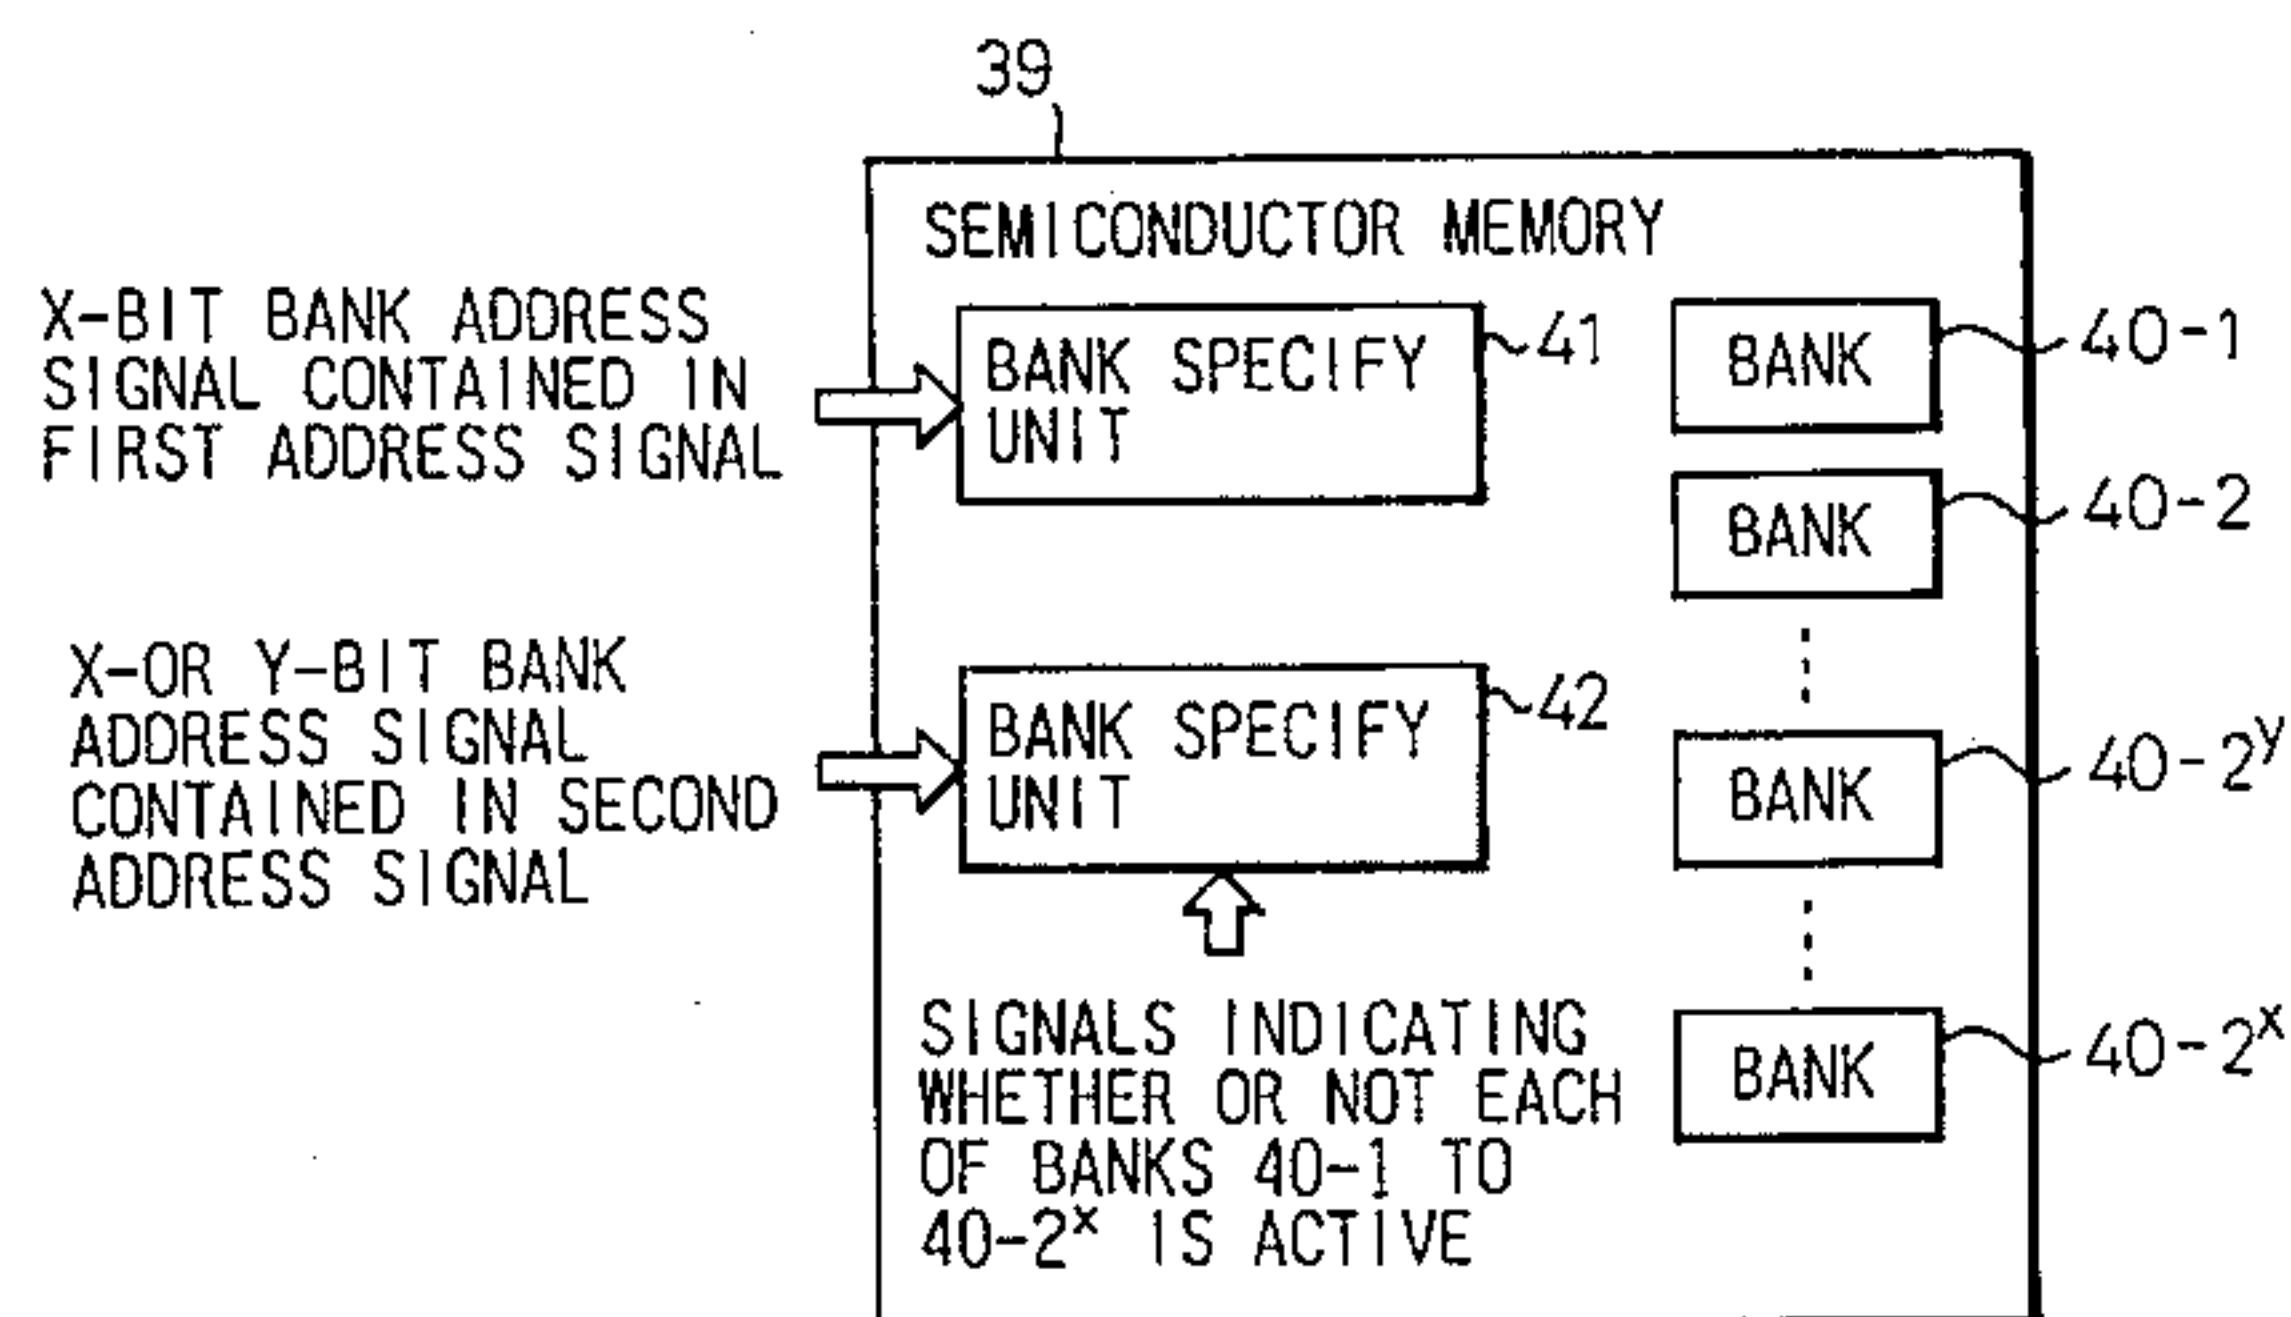 39
SEMICONDUCTOR MEMORY
X-BIT BANK ADDRESS
SIGNAL CONTAINED IN
FIRST ADDRESS SIGNAL
BANK SPECIFY
UNIT
41
BANK
40-1
BANK
40-2
X-OR Y-BIT BANK
ADDRESS SIGNAL
CONTAINED IN SECOND
ADDRESS SIGNAL
BANK SPECIFY
UNIT
42
BANK
40-2ʸ
SIGNALS INDICATING
WHETHER OR NOT EACH
OF BANKS 40-1 TO
40-2ˣ IS ACTIVE
BANK
40-2ˣ